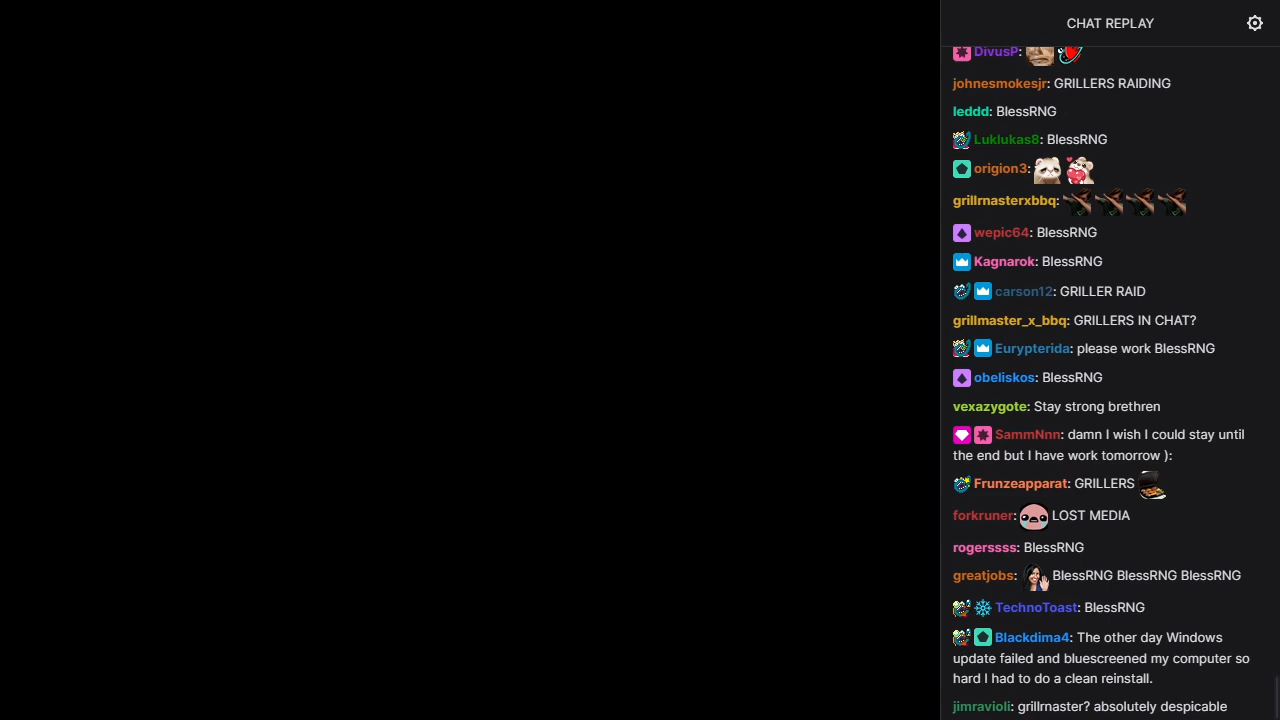 CHAT REPLAY
DivusP:
johnesmokesjr: GRILLERS RAIDING
leddd: BlessRNG
Luklukas8: BlessRNG
origion3:
grillrnasterxbbq:
wepic64: BlessRNG
Kagnarok: BlessRNG
carson12: GRILLER RAID
grillmaster_x_bbq: GRILLERS IN CHAT?
Eurypterida: please work BlessRNG
obeliskos: BlessRNG
vexazygote: Stay strong brethren
SammNnn: damn I wish I could stay until
the end but I have work tomorrow ):
Frunzeapparat: GRILLERS
forkruner: LOST MEDIA
rogerssss: BlessRNG
greatjobs: BlessRNG BlessRNG BlessRNG
TechnoToast: BlessRNG
Blackdima4: The other day Windows
update failed and bluescreened my computer so
hard I had to do a clean reinstall.
jimravioli: grillrnaster? absolutely despicable